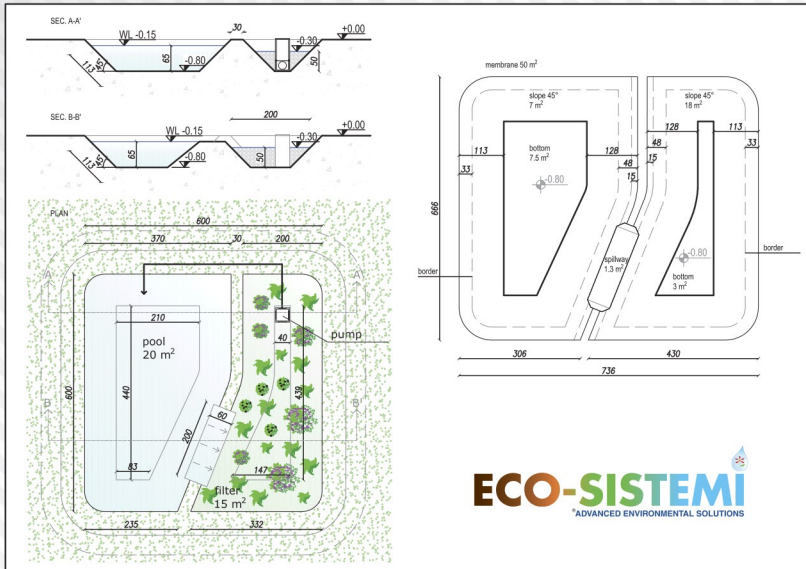 SEC. A-A'
WL -0.15
30
+0.00
-0.30
65
50
-0.80
45°
113
SEC. B-B'
200
WL -0.15
+0.00
-0.30
65
50
-0.80
45°
113
PLAN
600
370
30
200
A
A'
210
pump
pool
20 m²
40
600
440
439
B
B'
60
200
83
147
filter
15 m²
235
332
membrane 50 m²
slope 45°
7 m²
slope 45°
18 m²
128
113
113
bottom
7.5 m²
128
48
33
48
33
15
15
-0.80
666
spillway
1.3 m²
-0.80
border
border
bottom
3 m²
306
430
736
ECO-SISTEMI
ADVANCED ENVIRONMENTAL SOLUTIONS